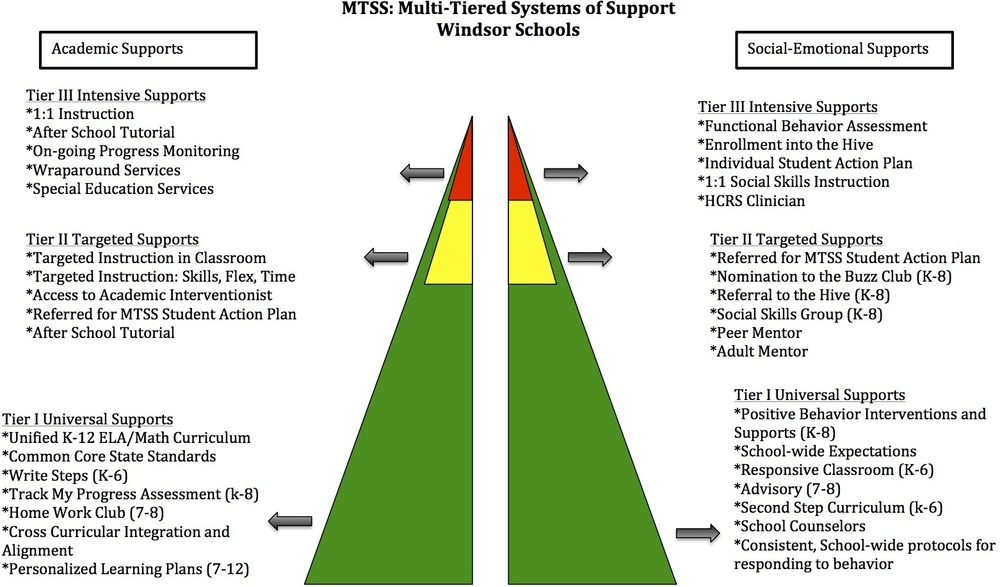 MTSS: Multi-Tiered Systems of Support
Windsor Schools
Academic Supports
Tier III Intensive Supports
*1:1 Instruction
*After School Tutorial
*On-going Progress Monitoring
*Wraparound Services
*Special Education Services
Tier II Targeted Supports
*Targeted Instruction in Classroom
*Targeted Instruction: Skills, Flex, Time
*Access to Academic Interventionist
*Referred for MTSS Student Action Plan
*After School Tutorial
Tier I Universal Supports
*Unified K-12 ELA/Math Curriculum
*Common Core State Standards
*Write Steps (K-6)
*Track My Progress Assessment (k-8)
*Home Work Club (7-8)
*Cross Curricular Integration and
Alignment
*Personalized Learning Plans (7-12)
Social-Emotional Supports
Tier III Intensive Supports
*Functional Behavior Assessment
*Enrollment into the Hive
*Individual Student Action Plan
*1:1 Social Skills Instruction
*HCRS Clinician
Tier II Targeted Supports
*Referred for MTSS Student Action Plan
*Nomination to the Buzz Club (K-8)
*Referral to the Hive (K-8)
*Social Skills Group (K-8)
*Peer Mentor
*Adult Mentor
Tier I Universal Supports
*Positive Behavior Interventions and
Supports (K-8)
*School-wide Expectations
*Responsive Classroom (K-6)
*Advisory (7-8)
*Second Step Curriculum (k-6)
*School Counselors
*Consistent, School-wide protocols for
responding to behavior